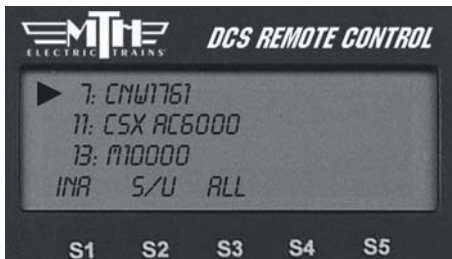 MTH
ELECTRIC TRAINS
DCS REMOTE CONTROL
7: CNW1761
11: CSX AC6000
13: M10000
INA S/U ALL
S1 S2 S3 S4 S5